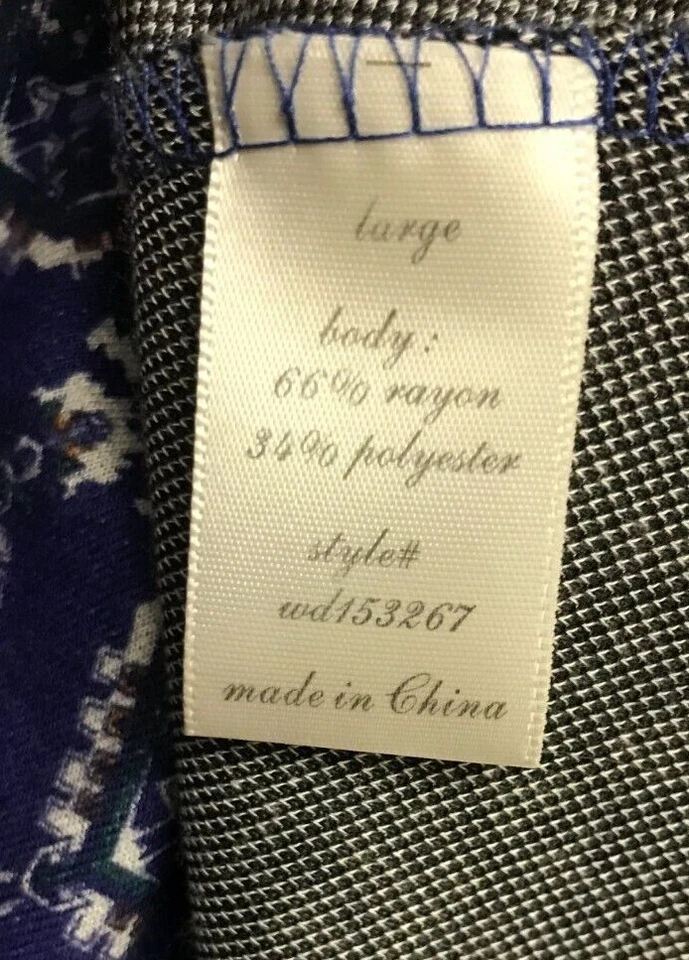 large
body:
66% rayon
34% polyester
style#
wd153267
made in China